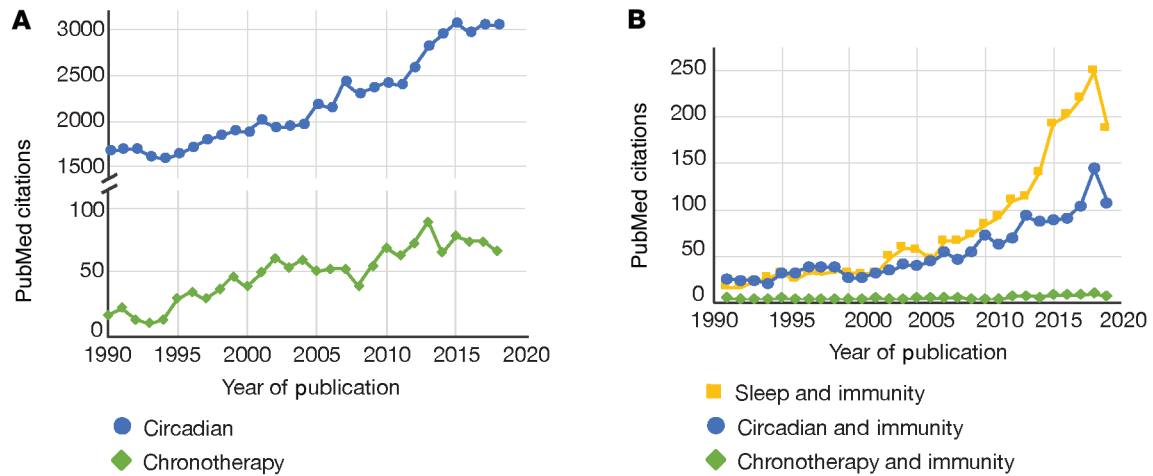 A
3000
2500
2000
1500
100
50
0
PubMed citations
1990 1995 2000 2005 2010 2015 2020
Year of publication
Circadian
Chronotherapy
B
250
200
150
100
50
0
PubMed citations
1990 1995 2000 2005 2010 2015 2020
Year of publication
Sleep and immunity
Circadian and immunity
Chronotherapy and immunity